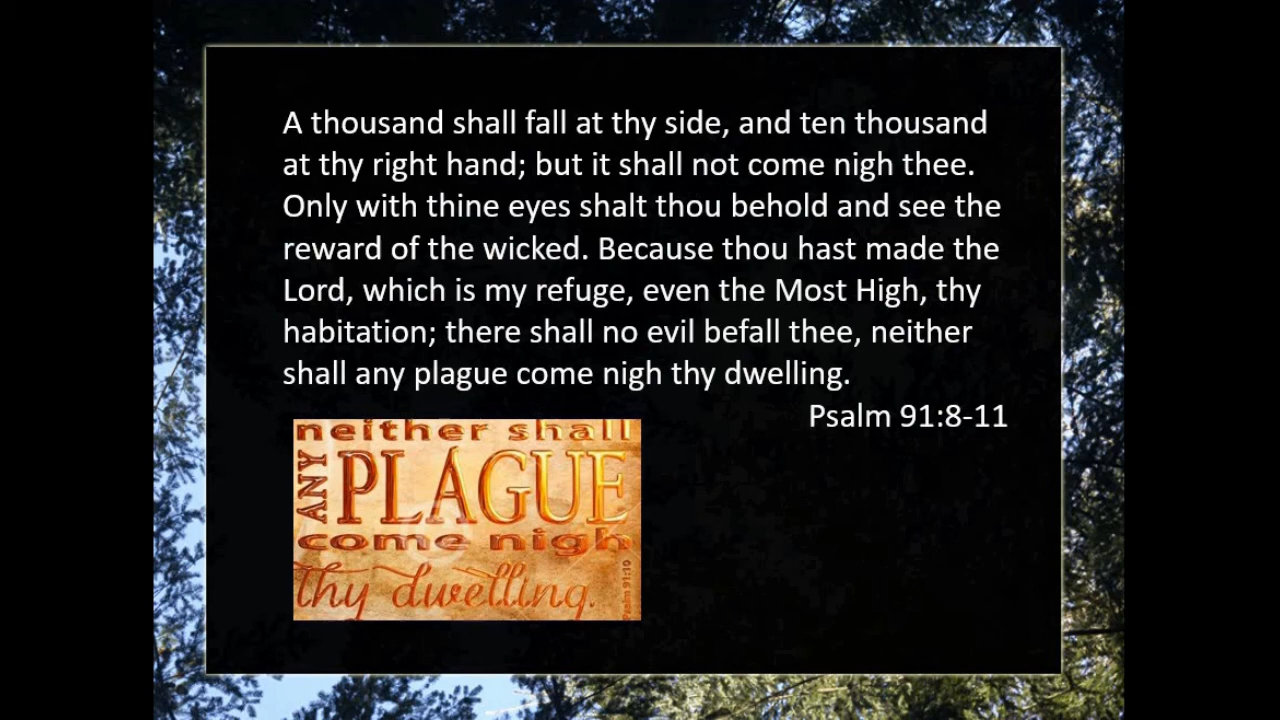 A thousand shall fall at thy side, and ten thousand
at thy right hand; but it shall not come nigh thee.
Only with thine eyes shalt thou behold and see the
reward of the wicked. Because thou hast made the
Lord, which is my refuge, even the Most High, thy
habitation; there shall no evil befall thee, neither
shall any plague come nigh thy dwelling.
Psalm 91:8-11
neither shall
ANY PLAGUE
come nigh
thy dwelling.
Psalm 91:10